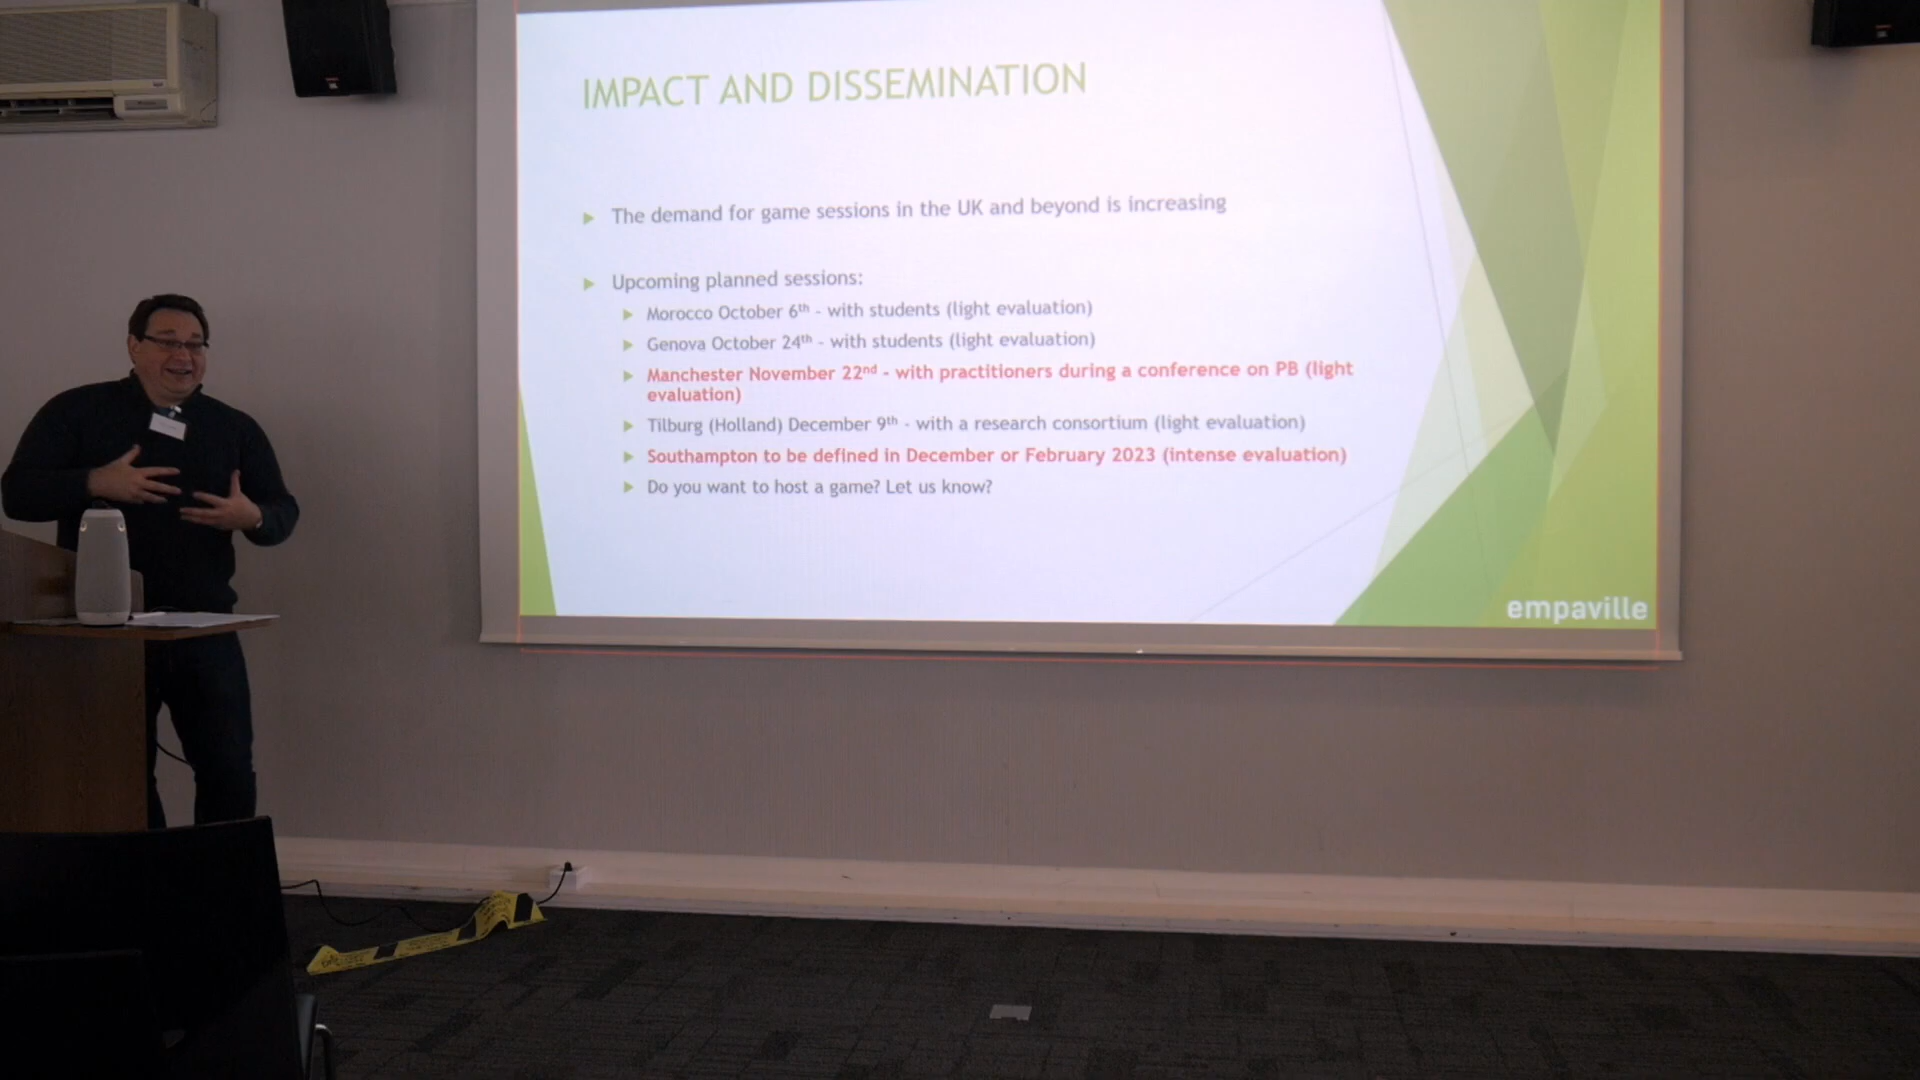 IMPACT AND DISSEMINATION
The demand for game sessions in the UK and beyond is increasing
Upcoming planned sessions:
Morocco October 6th - with students (light evaluation)
Genova October 24th - with students (light evaluation)
Manchester November 22nd - with practitioners during a conference on PB (light
evaluation)
Tilburg (Holland) December 9th - with a research consortium (light evaluation)
Southampton to be defined in December or February 2023 (intense evaluation)
Do you want to host a game? Let us know?
empaville